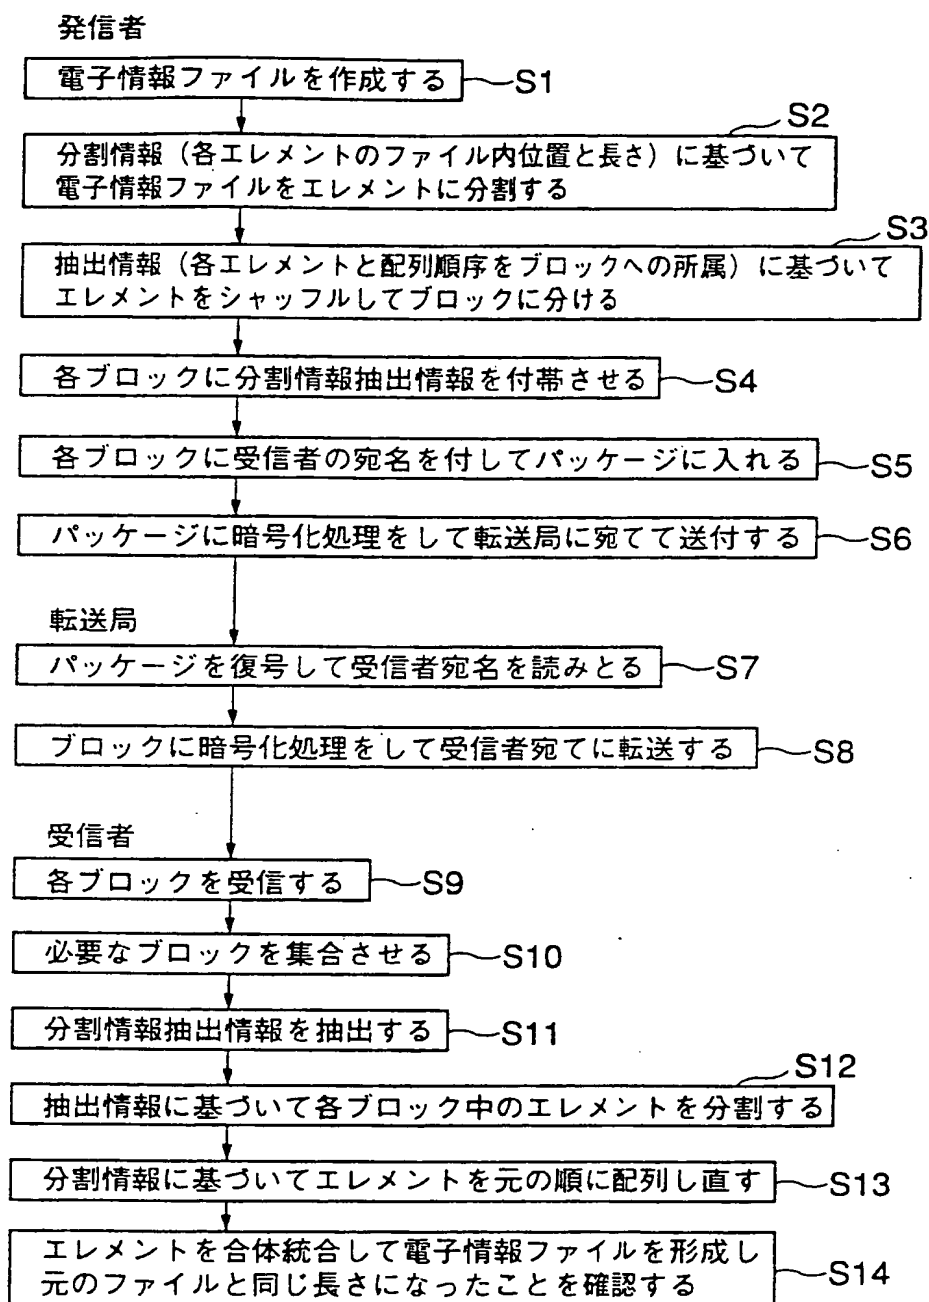 発信者
電子情報ファイルを作成する S1
S2
分割情報(各エレメントのファイル内位置と長さ)に基づいて
電子情報ファイルをエレメントに分割する
S3
抽出情報(各エレメントと配列順序をブロックへの所属)に基づいて
エレメントをシャッフルしてブロックに分ける
各ブロックに分割情報抽出情報を付帯させる S4
各ブロックに受信者の宛名を付してパッケージに入れる S5
パッケージに暗号化処理をして転送局に宛てて送付する S6
転送局
パッケージを復号して受信者宛名を読みとる S7
ブロックに暗号化処理をして受信者宛てに転送する S8
受信者
各ブロックを受信する S9
必要なブロックを集合させる S10
分割情報抽出情報を抽出する S11
S12
抽出情報に基づいて各ブロック中のエレメントを分割する
分割情報に基づいてエレメントを元の順に配列し直す S13
エレメントを合体統合して電子情報ファイルを形成し
元のファイルと同じ長さになったことを確認する S14